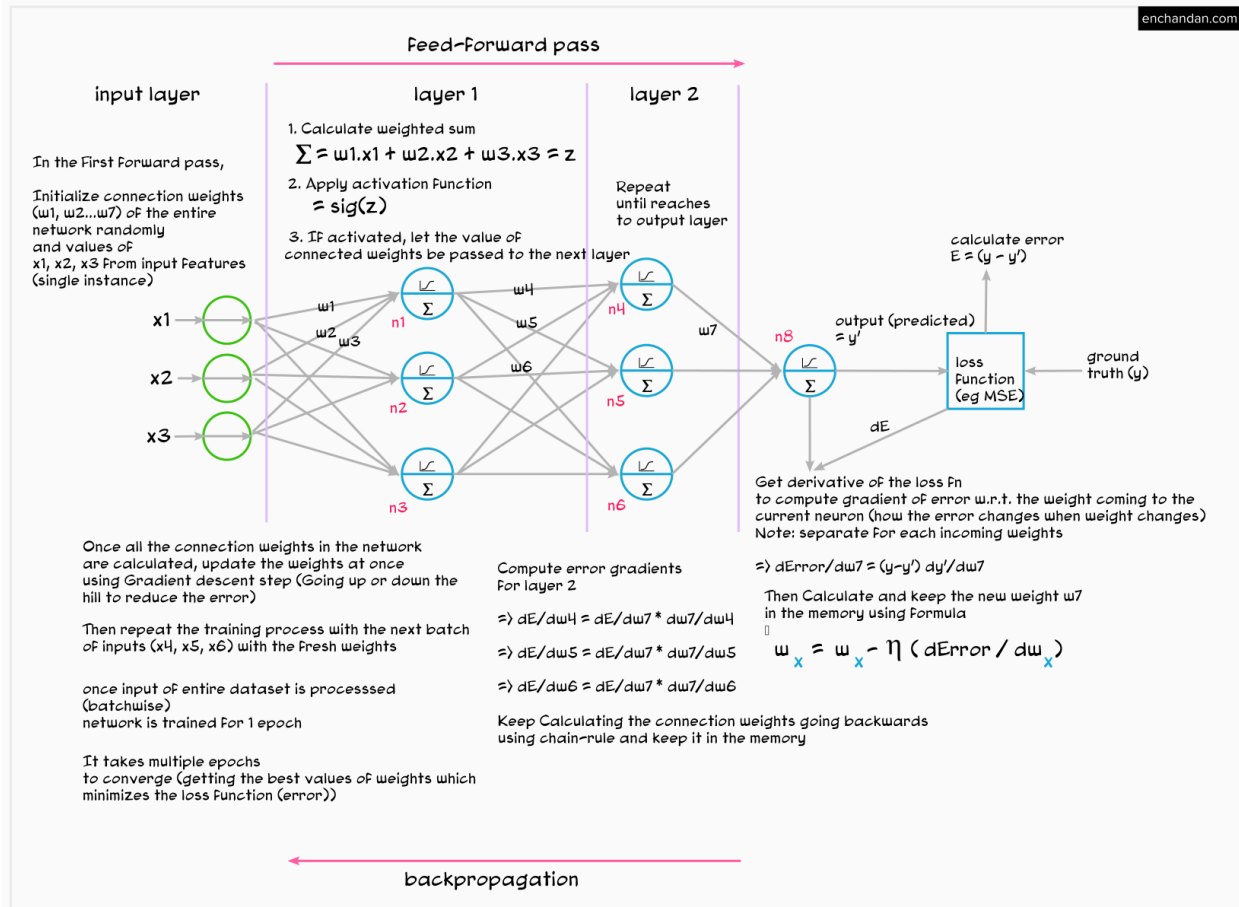 enchandan.com
feed-forward pass
input layer
layer 1
layer 2
1. Calculate weighted sum
Σ = w1.x1 + w2.x2 + w3.x3 = z
2. Apply activation function
= sig(z)
3. If activated, let the value of
connected weights be passed to the next layer
In the First forward pass,
Initialize connection weights
(w1, w2...w7) of the entire
network randomly
and values of
x1, x2, x3 from input features
(single instance)
Repeat
until reaches
to output layer
x1
x2
x3
w1
w2
w3
Σ
n1
Σ
n2
Σ
n3
w4
w5
w6
Σ
n4
Σ
n5
Σ
n6
w7
n8
Σ
output (predicted)
= y'
calculate error
E = (y - y')
loss
function
(eg MSE)
ground
truth (y)
dE
Get derivative of the loss fn
to compute gradient of error w.r.t. the weight coming to the
current neuron (how the error changes when weight changes)
Note: separate for each incoming weights
=> dError/dw7 = (y-y') dy'/dw7
Then Calculate and keep the new weight w7
in the memory using formula
w x = w x - η ( dError / dw x )
Compute error gradients
for layer 2
=> dE/dw4 = dE/dw7 * dw7/dw4
=> dE/dw5 = dE/dw7 * dw7/dw5
=> dE/dw6 = dE/dw7 * dw7/dw6
Keep Calculating the connection weights going backwards
using chain-rule and keep it in the memory
Once all the connection weights in the network
are calculated, update the weights at once
using Gradient descent step (Going up or down the
hill to reduce the error)
Then repeat the training process with the next batch
of inputs (x4, x5, x6) with the fresh weights
once input of entire dataset is processsed
(batchwise)
network is trained for 1 epoch
It takes multiple epochs
to converge (getting the best values of weights which
minimizes the loss function (error))
backpropagation